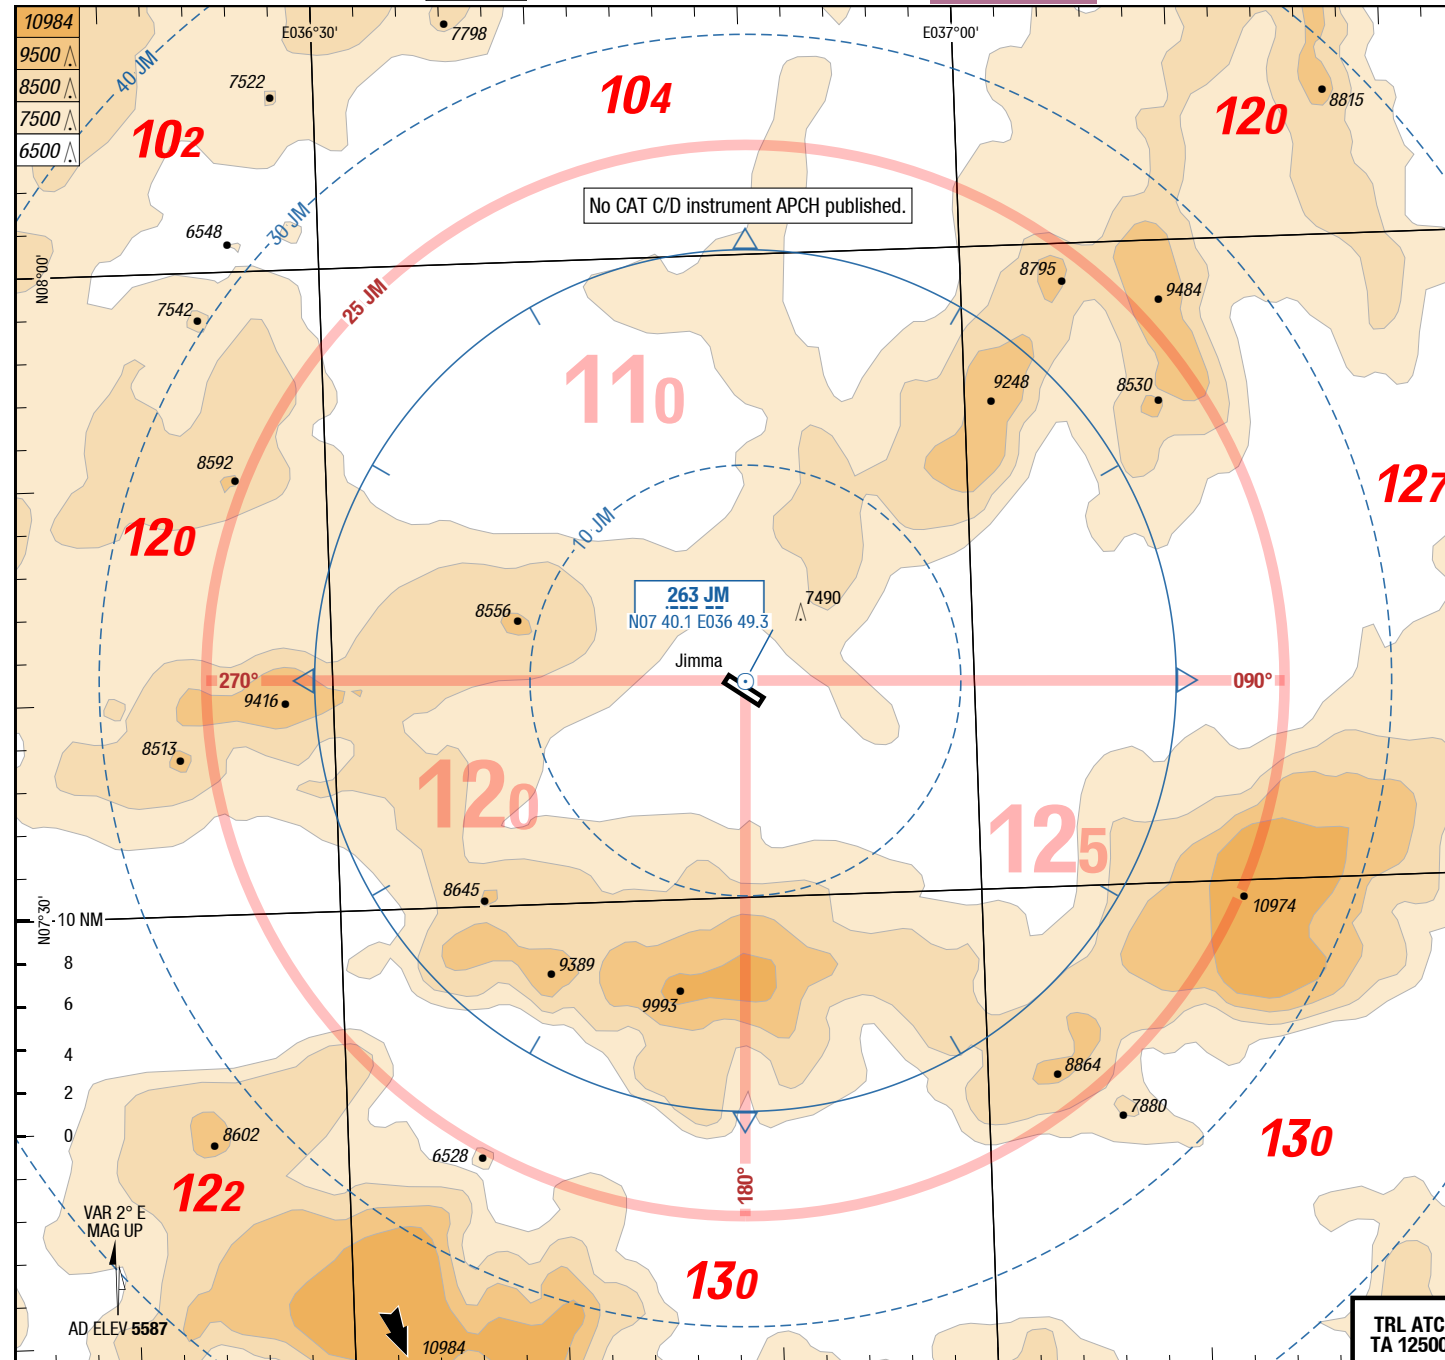 10984
9500
8500
7500
6500
40 JM
7798
E036°30'
E037°00'
7522
102
104
120
8815
30 JM
No CAT C/D instrument APCH published.
6548
N08°00'
25 JM
7542
8795
9484
110
9248
8530
8592
120
127
10 JM
263 JM
N07 40.1 E036 49.3
7490
8556
Jimma
270°
090°
9416
8513
120
125
8645
10974
N07°30'
10 NM
8
6
4
2
0
9389
9993
8864
7880
8602
6528
130
122
180°
VAR 2° E
MAG UP
130
AD ELEV 5587
10984
TRL ATC
TA 12500